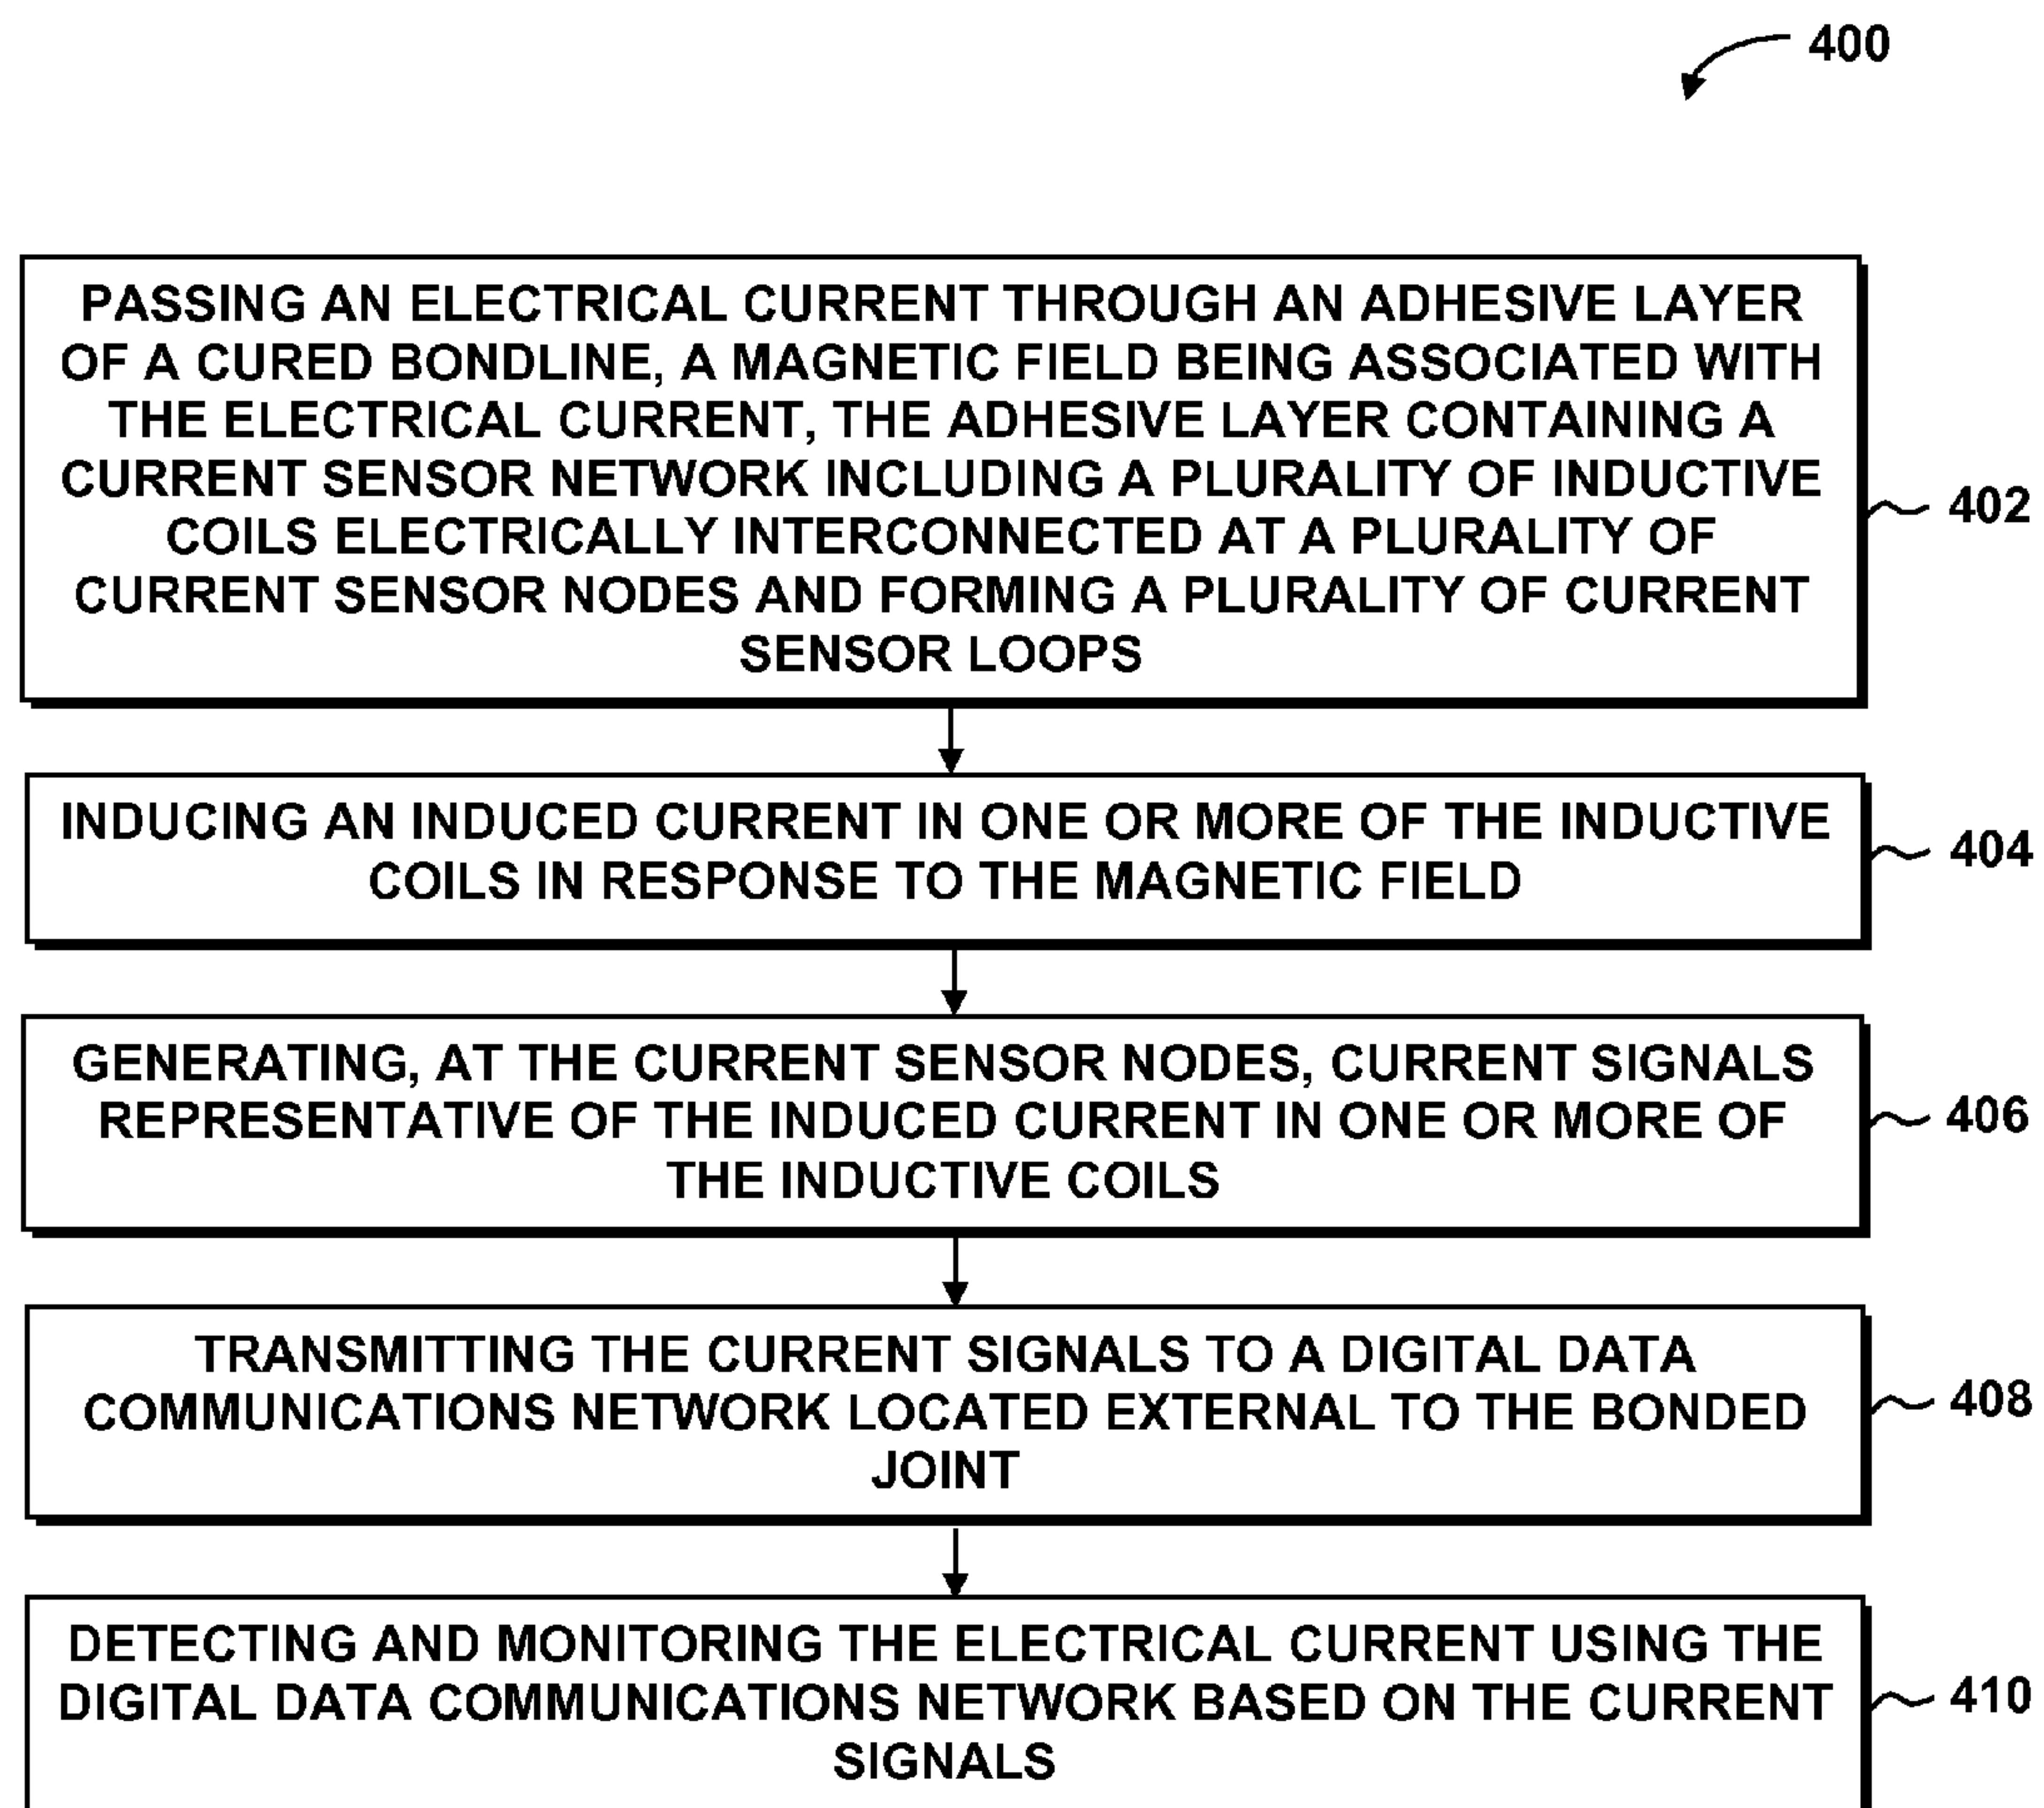 400
PASSING AN ELECTRICAL CURRENT THROUGH AN ADHESIVE LAYER
OF A CURED BONDLINE, A MAGNETIC FIELD BEING ASSOCIATED WITH
THE ELECTRICAL CURRENT, THE ADHESIVE LAYER CONTAINING A
CURRENT SENSOR NETWORK INCLUDING A PLURALITY OF INDUCTIVE
COILS ELECTRICALLY INTERCONNECTED AT A PLURALITY OF
CURRENT SENSOR NODES AND FORMING A PLURALITY OF CURRENT
SENSOR LOOPS
402
INDUCING AN INDUCED CURRENT IN ONE OR MORE OF THE INDUCTIVE
COILS IN RESPONSE TO THE MAGNETIC FIELD
404
GENERATING, AT THE CURRENT SENSOR NODES, CURRENT SIGNALS
REPRESENTATIVE OF THE INDUCED CURRENT IN ONE OR MORE OF
THE INDUCTIVE COILS
406
TRANSMITTING THE CURRENT SIGNALS TO A DIGITAL DATA
COMMUNICATIONS NETWORK LOCATED EXTERNAL TO THE BONDED
JOINT
408
DETECTING AND MONITORING THE ELECTRICAL CURRENT USING THE
DIGITAL DATA COMMUNICATIONS NETWORK BASED ON THE CURRENT
SIGNALS
410